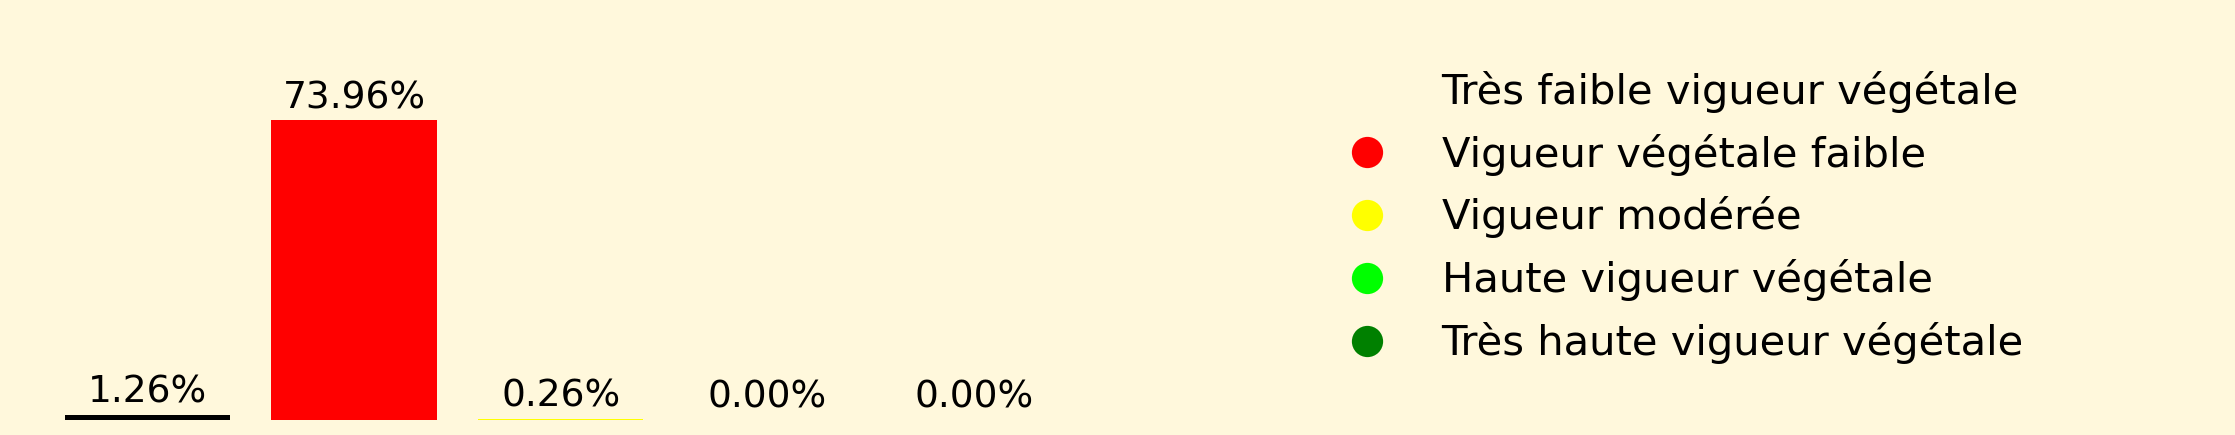 73.96%
1.26%
0.26%
0.00%
0.00%
Très faible vigueur végétale
Vigueur végétale faible
Vigueur modérée
Haute vigueur végétale
Très haute vigueur végétale